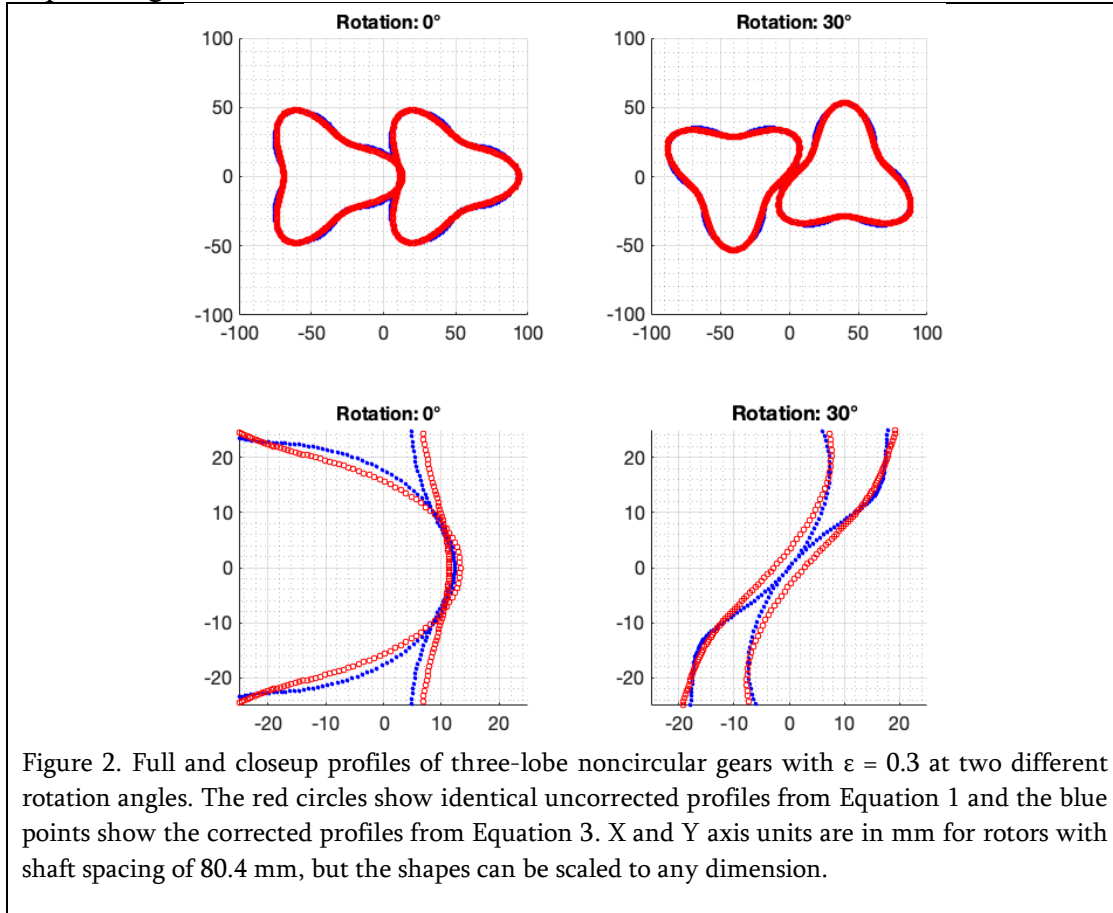 Rotation: 0°
Rotation: 30°
100
50
0
-50
-100
-100 -50 0 50 100
100
50
0
-50
-100
-100 -50 0 50 100
Rotation: 0°
Rotation: 30°
20
10
0
-10
-20
-20 -10 0 10 20
20
10
0
-10
-20
-20 -10 0 10 20
Figure 2. Full and closeup profiles of three-lobe noncircular gears with ε = 0.3 at two different
rotation angles. The red circles show identical uncorrected profiles from Equation 1 and the blue
points show the corrected profiles from Equation 3. X and Y axis units are in mm for rotors with
shaft spacing of 80.4 mm, but the shapes can be scaled to any dimension.